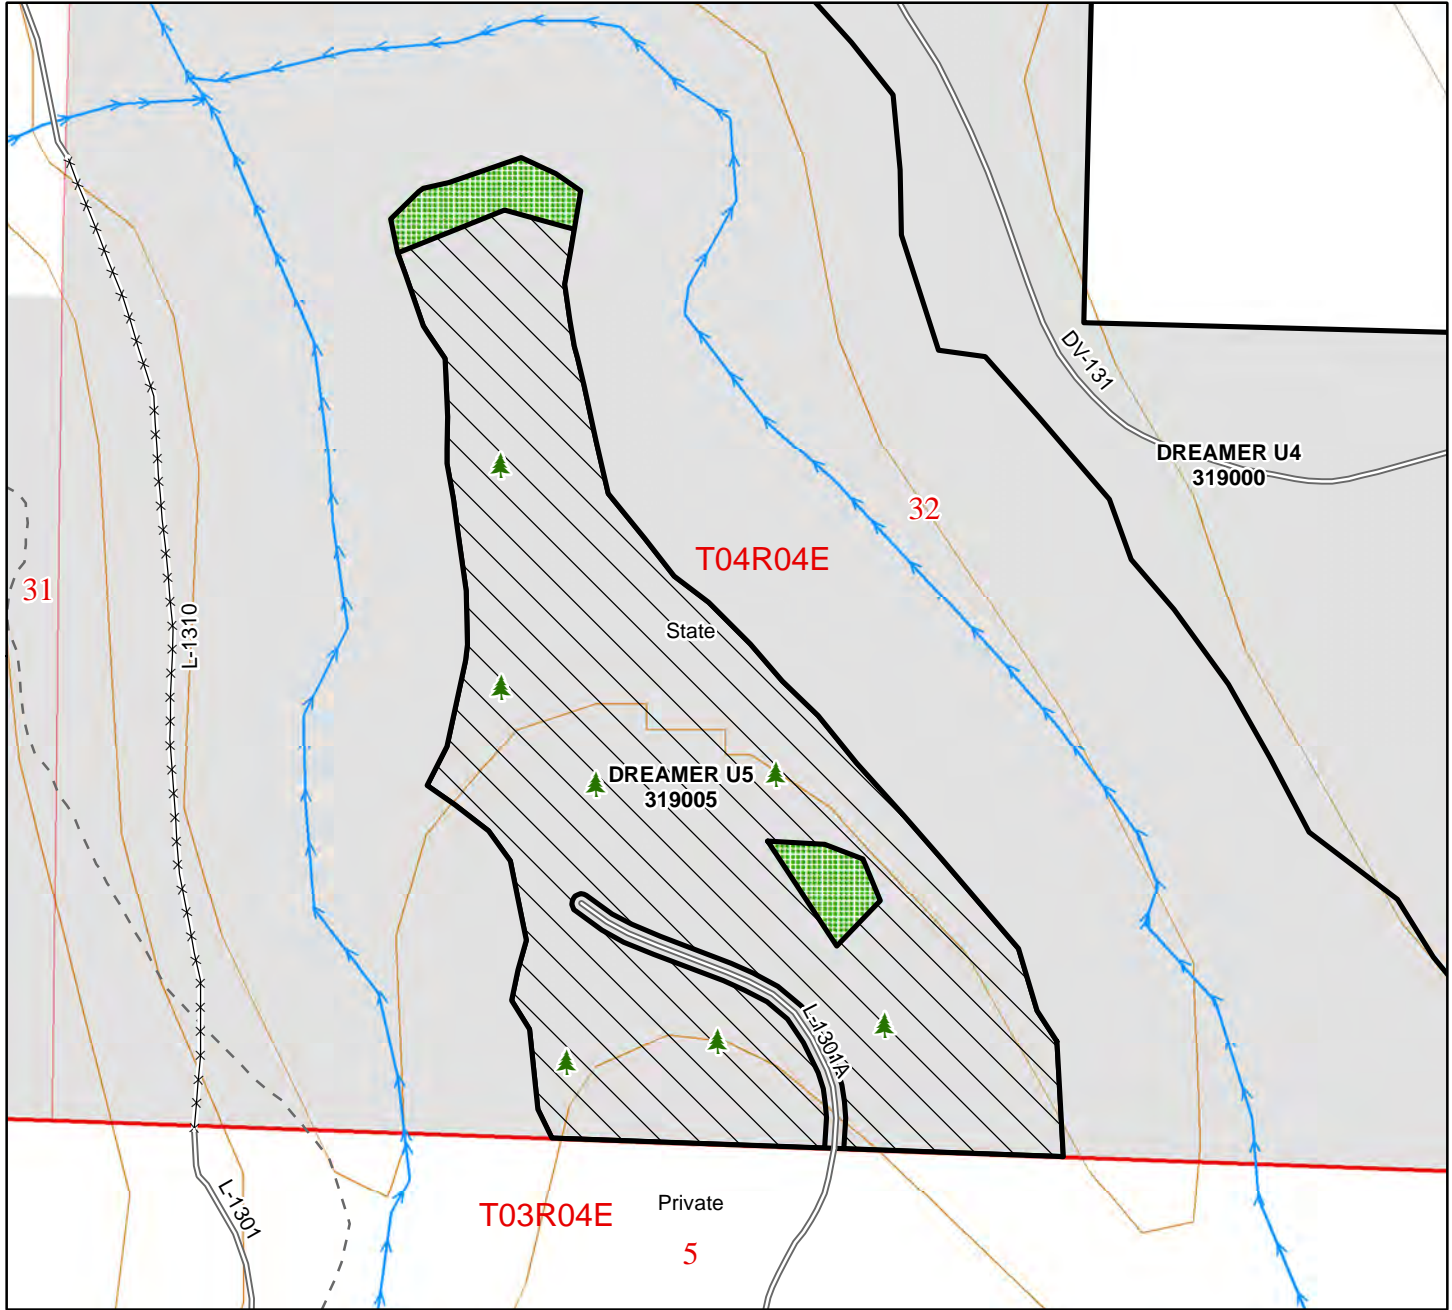 DV-131
DREAMER U4
319000
32
T04R04E
31
L-1310
State
DREAMER U5
319005
L-1301A
L-1301
T03R04E
Private
5